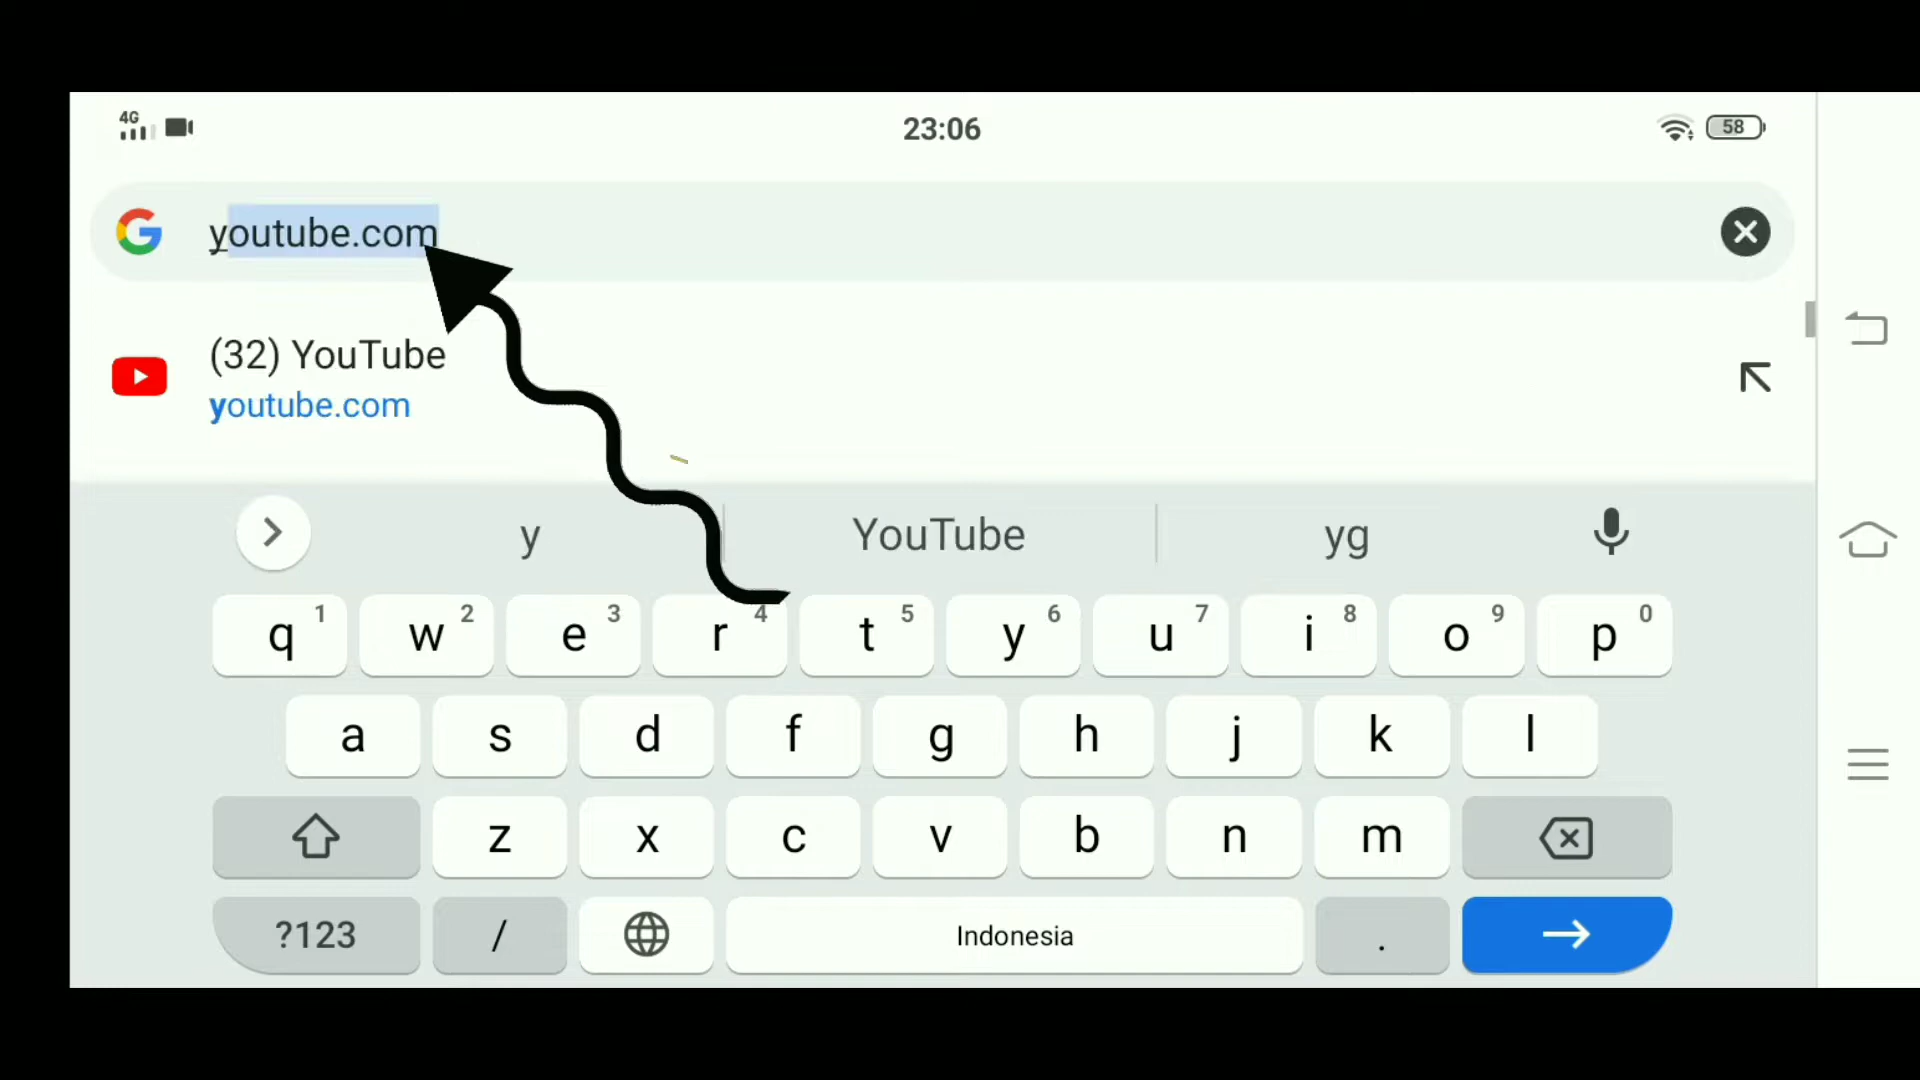 4G 23:06 58
youtube.com
(32) YouTube
youtube.com
y YouTube yg
q 1 w 2 e 3 r 4 t 5 y 6 u 7 i 8 o 9 p 0
a s d f g h j k l
z x c v b n m
?123 / Indonesia .